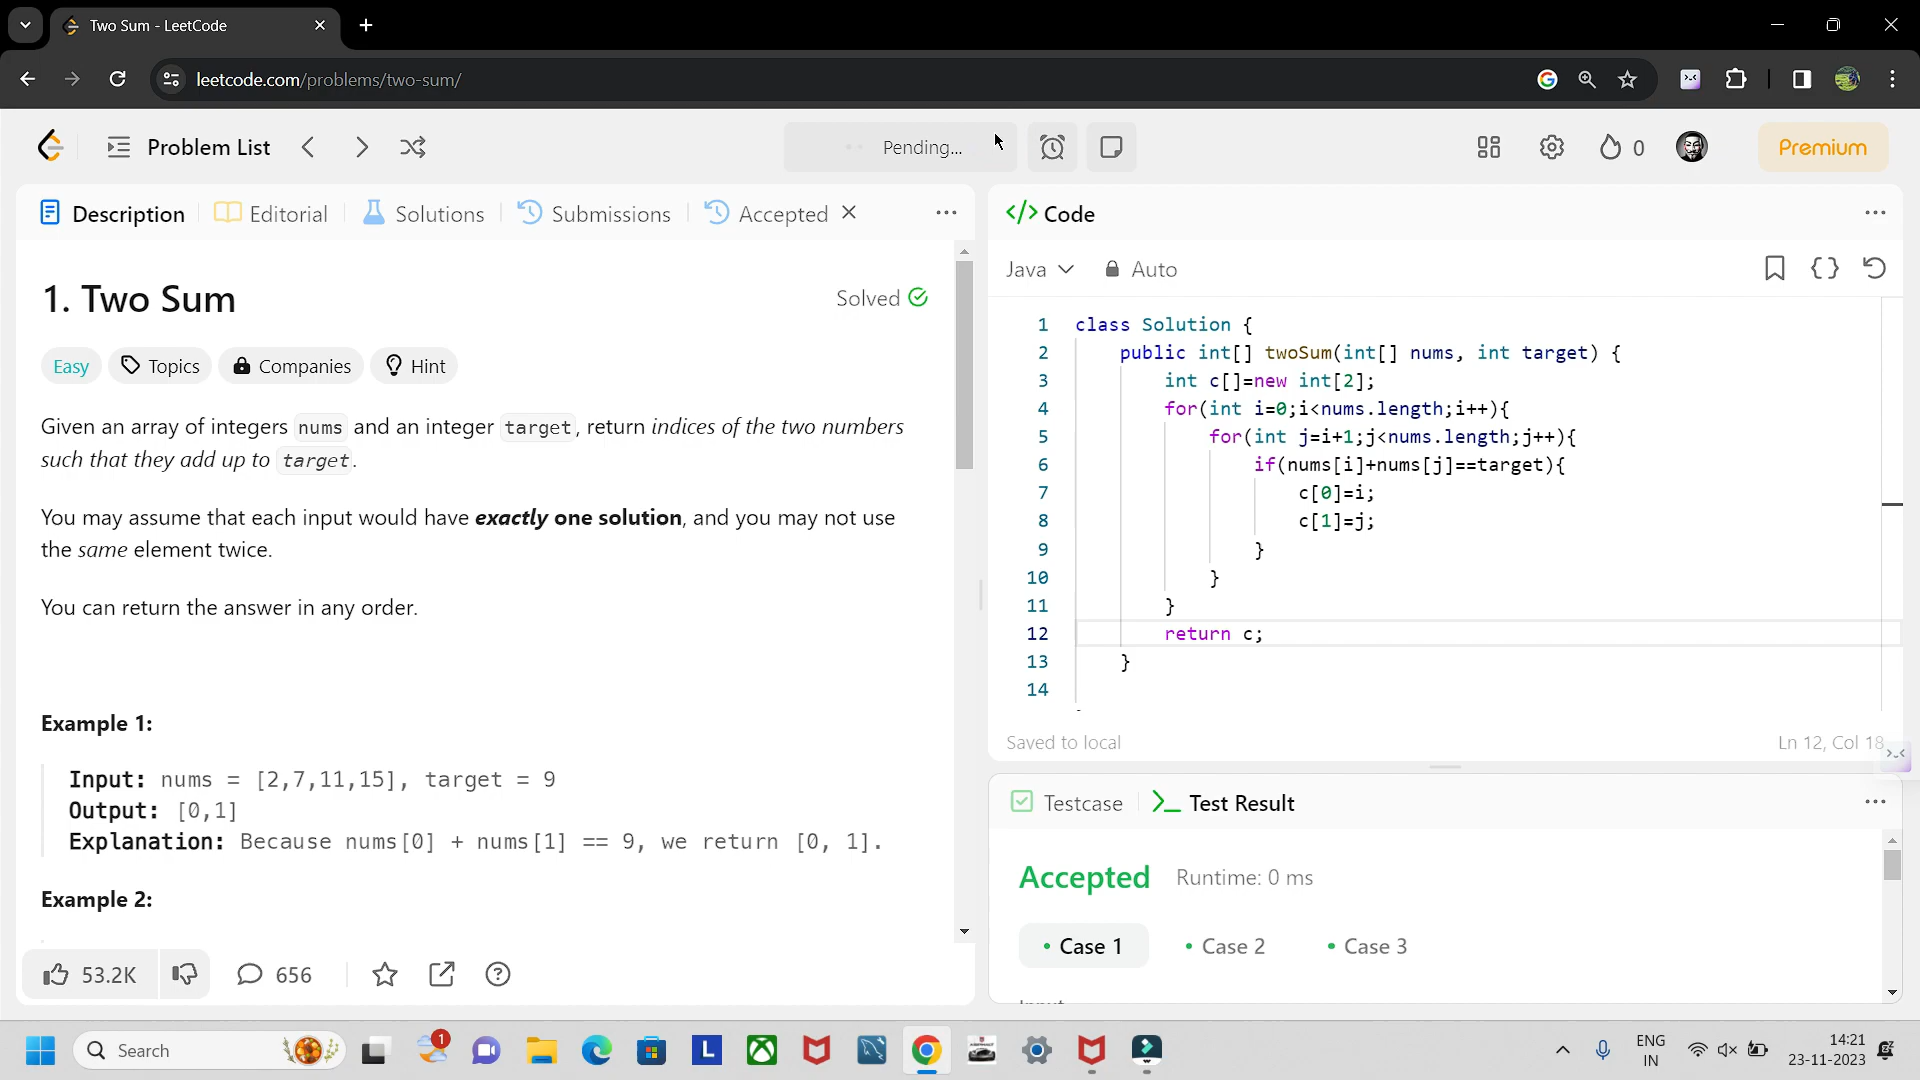 Two Sum - LeetCode
leetcode.com/problems/two-sum/
Problem List
Pending...
0
Premium
Description
Editorial
Solutions
Submissions
Accepted
1. Two Sum
Solved
Easy
Topics
Companies
Hint
Given an array of integers nums and an integer target, return indices of the two numbers
such that they add up to target.
You may assume that each input would have exactly one solution, and you may not use
the same element twice.
You can return the answer in any order.
Example 1:
Input: nums = [2,7,11,15], target = 9
Output: [0,1]
Explanation: Because nums[0] + nums[1] == 9, we return [0, 1].
Example 2:
53.2K
656
</> Code
Java
Auto
1 class Solution {
2 public int[] twoSum(int[] nums, int target) {
3 int c[]=new int[2];
4 for(int i=0;i<nums.length;i++){
5 for(int j=i+1;j<nums.length;j++){
6 if(nums[i]+nums[j]==target){
7 c[0]=i;
8 c[1]=j;
9 }
10 }
11 }
12 return c;
13 }
14
Saved to local
Ln 12, Col 18
Testcase
Test Result
Accepted Runtime: 0 ms
Case 1
Case 2
Case 3
Search
1
L
ENG
IN
14:21
23-11-2023